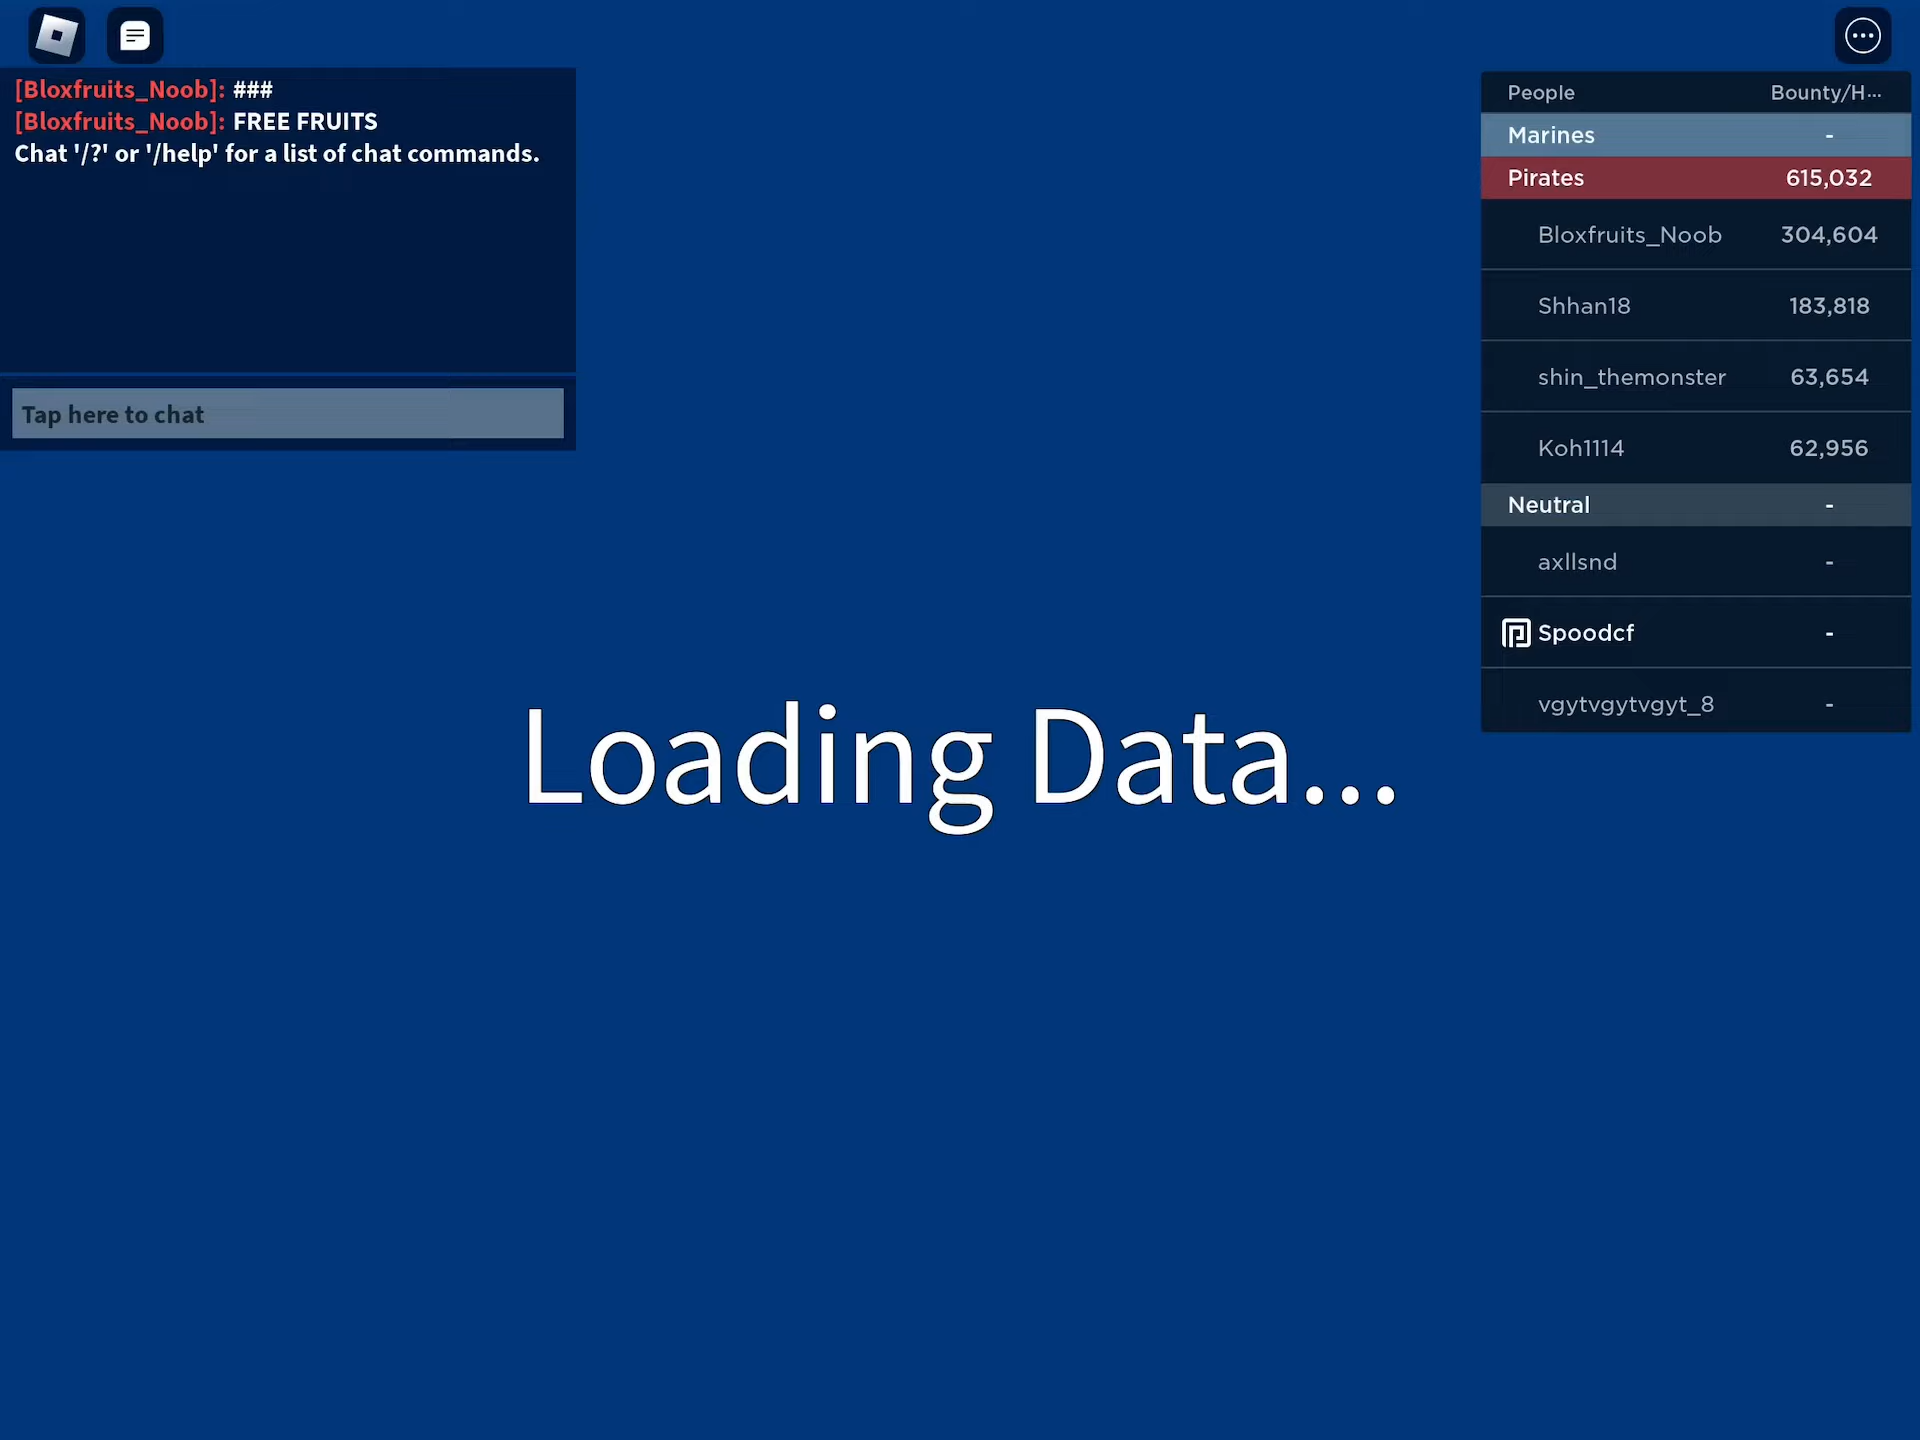 [Bloxfruits_Noob]: ###
[Bloxfruits_Noob]: FREE FRUITS
Chat '/?' or '/help' for a list of chat commands.
Tap here to chat
People Bounty/H...
Marines -
Pirates 615,032
Bloxfruits_Noob 304,604
Shhan18 183,818
shin_themonster 63,654
Koh1114 62,956
Neutral -
axllsnd -
Spoodcf -
vgytvgytvgyt_8 -
Loading Data...